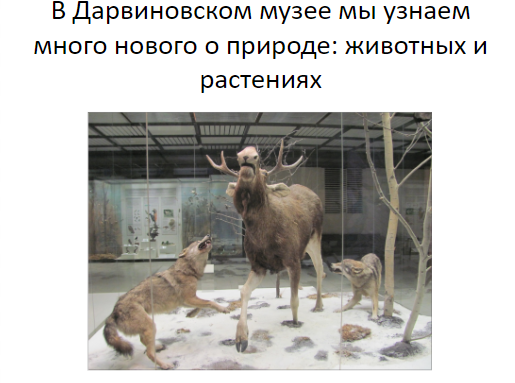 В Дарвиновском музее мы узнаем
много нового о природе: животных и
растениях